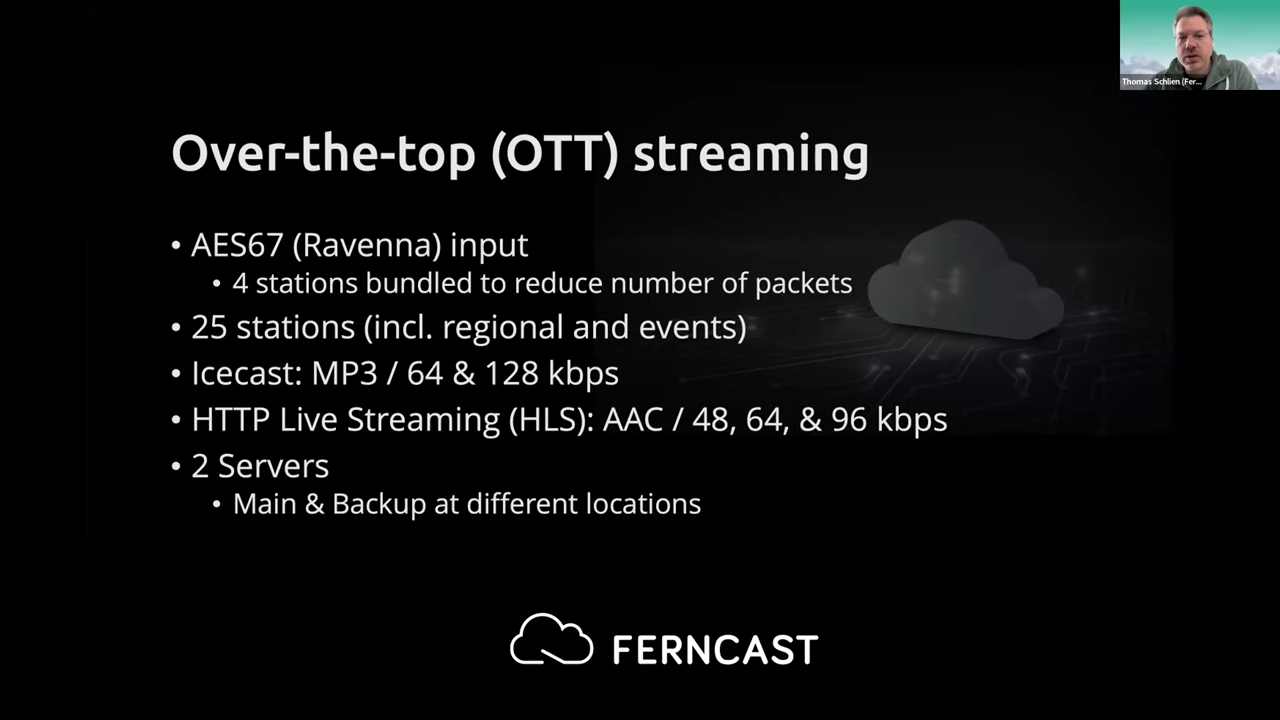 Thomas Schlien (Fer...
Over-the-top (OTT) streaming
• AES67 (Ravenna) input
• 4 stations bundled to reduce number of packets
• 25 stations (incl. regional and events)
• Icecast: MP3 / 64 & 128 kbps
• HTTP Live Streaming (HLS): AAC / 48, 64, & 96 kbps
• 2 Servers
• Main & Backup at different locations
FERNCAST